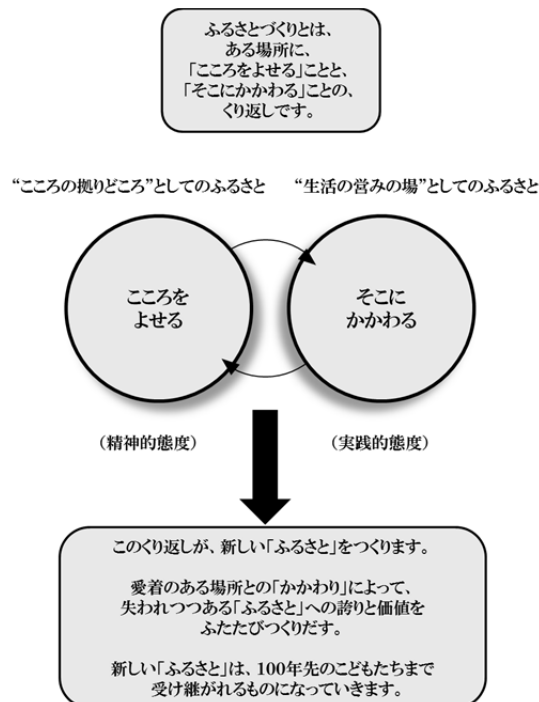 ふるさとづくりとは、
ある場所に、
「こころをよせる」ことと、
「そこにかかわる」ことの、
くり返しです。
“こころの拠りどころ”としてのふるさと
“生活の営みの場”としてのふるさと
こころを
よせる
そこに
かかわる
（精神的態度）
（実践的態度）
このくり返しが、新しい「ふるさと」をつくります。
愛着のある場所との「かかわり」によって、
失われつつある「ふるさと」への誇りと価値を
ふたたびつくりだす。
新しい「ふるさと」は、100年先のこどもたちまで
受け継がれるものになっていきます。